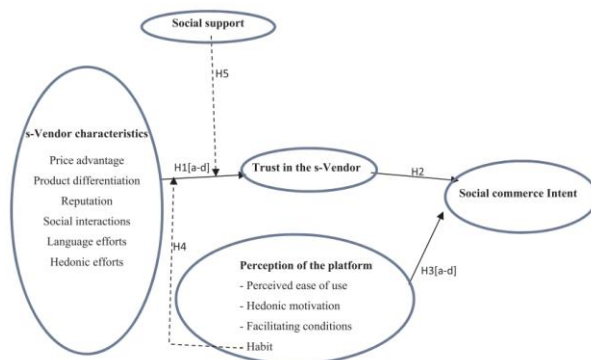 Social support
H5
s-Vendor characteristics
Price advantage
Product differentiation
Reputation
Social interactions
Language efforts
Hedonic efforts
H1[a-d]
Trust in the s-Vendor
H2
Social commerce Intent
H4
Perception of the platform
- Perceived ease of use
- Hedonic motivation
- Facilitating conditions
- Habit
H3[a-d]